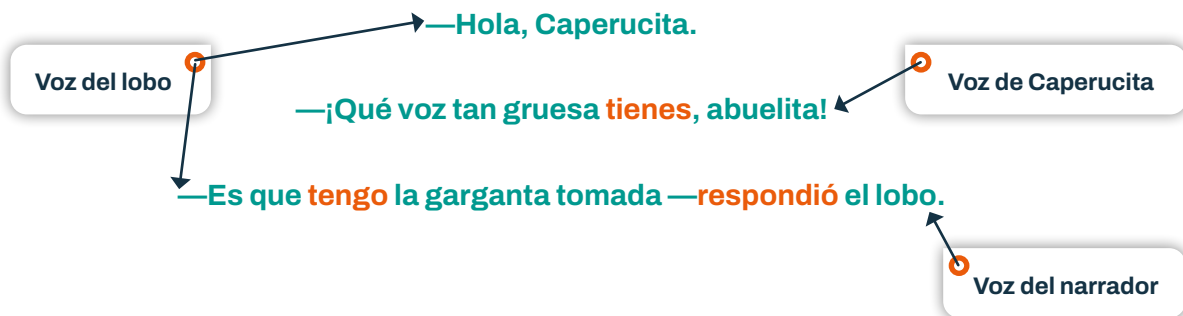 —Hola, Caperucita.
Voz del lobo
Voz de Caperucita
—¡Qué voz tan gruesa tienes, abuelita!
—Es que tengo la garganta tomada —respondió el lobo.
Voz del narrador